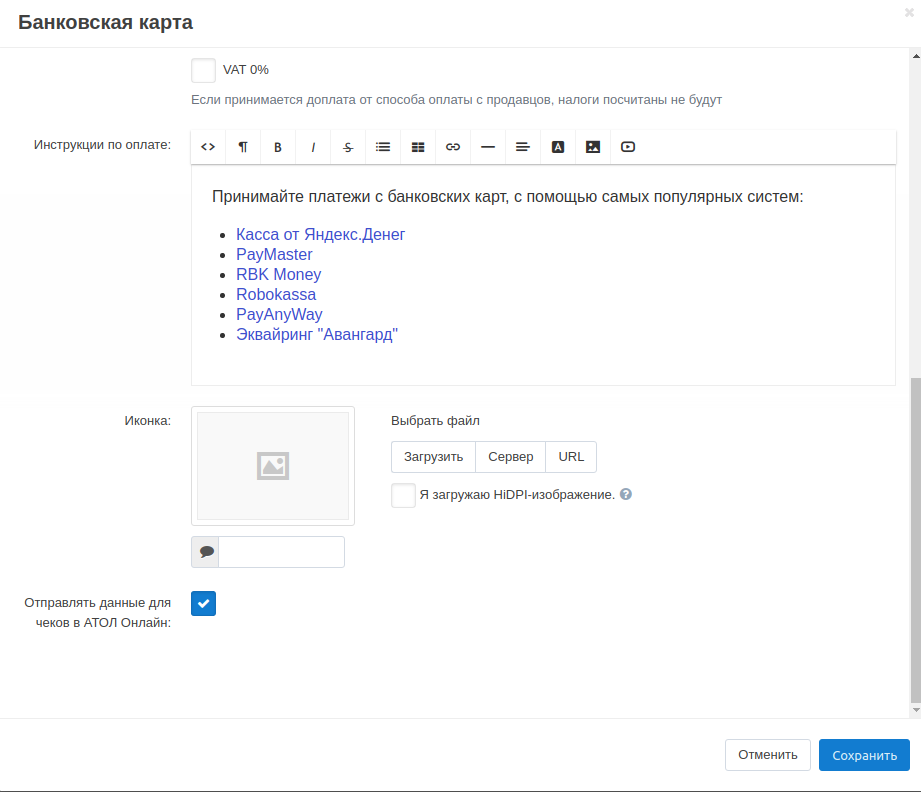 Банковская карта
VAT 0%
Если принимается доплата от способа оплаты с продавцов, налоги посчитаны не будут
Инструкции по оплате:
Принимайте платежи с банковских карт, с помощью самых популярных систем:
Касса от Яндекс.Денег
PayMaster
RBK Money
Robokassa
PayAnyWay
Эквайринг "Авангард"
Иконка:
Выбрать файл
Загрузить Сервер URL
Я загружаю HiDPI-изображение.
Отправлять данные для
чеков в АТОЛ Онлайн:
Отменить Сохранить